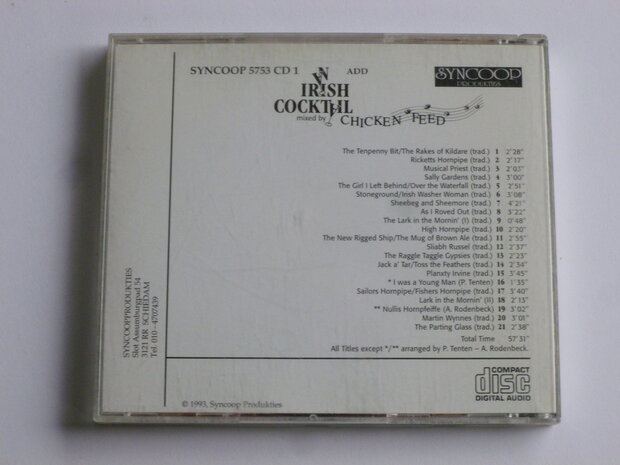 SYNCOOP 5753 CD 1
ADD
SYNCOOP
PRODUKTIES
AN
IRISH
COCKTAIL
mixed by
CHICKEN FEED
The Tenpenny Bit/The Rakes of Kildare (trad.) 1 2'28"
Ricketts Hornpipe (trad.) 2 2'17"
Musical Priest (trad.) 3 2'03"
Sally Gardens (trad.) 4 3'00"
The Girl I Left Behind/Over the Waterfall (trad.) 5 2'51"
Stoneground/Irish Washer Woman (trad.) 6 3'08"
Sheebeg and Sheemore (trad.) 7 4'21"
As I Roved Out (trad.) 8 3'22"
The Lark in the Mornin' (I) (trad.) 9 0'48"
High Hornpipe (trad.) 10 2'20"
The New Rigged Ship/The Mug of Brown Ale (trad.) 11 2'55"
Sliabh Russel (trad.) 12 2'37"
The Raggle Taggle Gypsies (trad.) 13 2'23"
Jack a' Tar/Toss the Feathers (trad.) 14 2'34"
Planxty Irvine (trad.) 15 3'45"
* I was a Young Man (P. Tenten) 16 1'35"
Sailors Hornpipe/Fishers Hornpipe (trad.) 17 3'40"
Lark in the Mornin' (II) 18 2'13"
** Nullis Hornpfeiffe (A. Rodenbeck) 19 3'02"
Martin Wynnes (trad.) 20 3'01"
The Parting Glass (trad.) 21 2'38"
Total Time 57'31"
All Titles except */** arranged by P. Tenten – A. Rodenbeck.
SYNCOOPPRODUKTIES
Slot Assumburgpad 54
3121 RR SCHIEDAM
Tel. 010–4707439
COMPACT
disc
DIGITAL AUDIO
© 1993, Syncoop Produkties